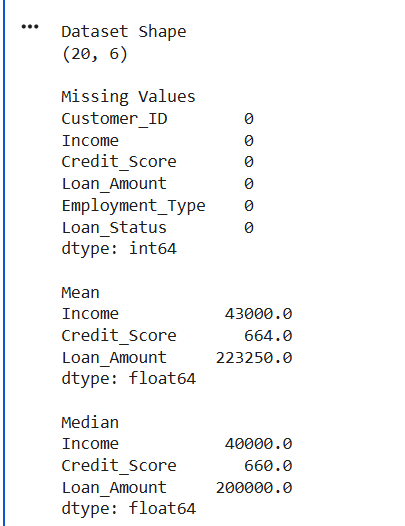 Dataset Shape
(20, 6)
Missing Values
Customer_ID 0
Income 0
Credit_Score 0
Loan_Amount 0
Employment_Type 0
Loan_Status 0
dtype: int64
Mean
Income 43000.0
Credit_Score 664.0
Loan_Amount 223250.0
dtype: float64
Median
Income 40000.0
Credit_Score 660.0
Loan_Amount 200000.0
dtype: float64